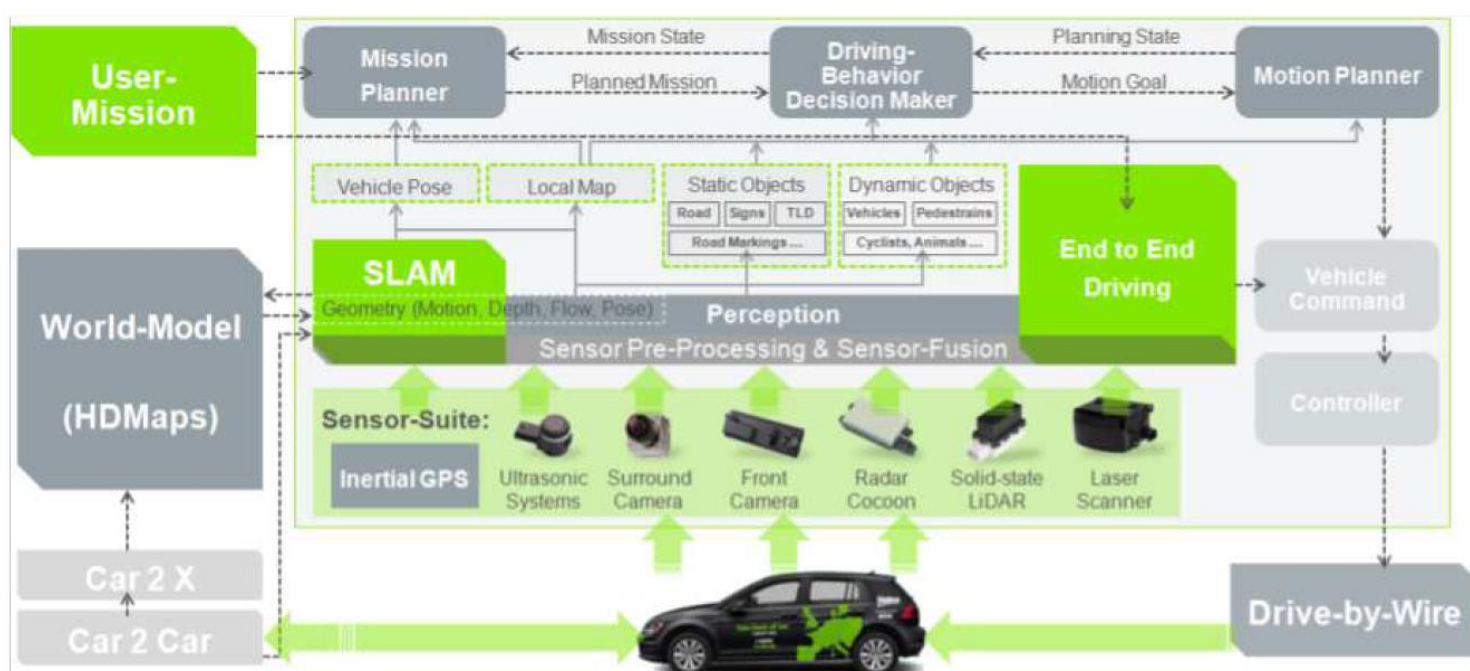 User-
Mission
Mission
Planner
Mission State
Planned Mission
Driving-
Behavior
Decision Maker
Planning State
Motion Goal
Motion Planner
Vehicle Pose
Local Map
Static Objects
Road
Signs
TLD
Road Markings ...
Dynamic Objects
Vehicles
Pedestrains
Cyclists, Animals ...
End to End
Driving
SLAM
Geometry (Motion, Depth, Flow, Pose)
Perception
Sensor Pre-Processing & Sensor-Fusion
World-Model
(HDMaps)
Vehicle
Command
Controller
Sensor-Suite:
Inertial GPS
Ultrasonic
Systems
Surround
Camera
Front
Camera
Radar
Cocoon
Solid-state
LiDAR
Laser
Scanner
Car 2 X
Car 2 Car
Drive-by-Wire